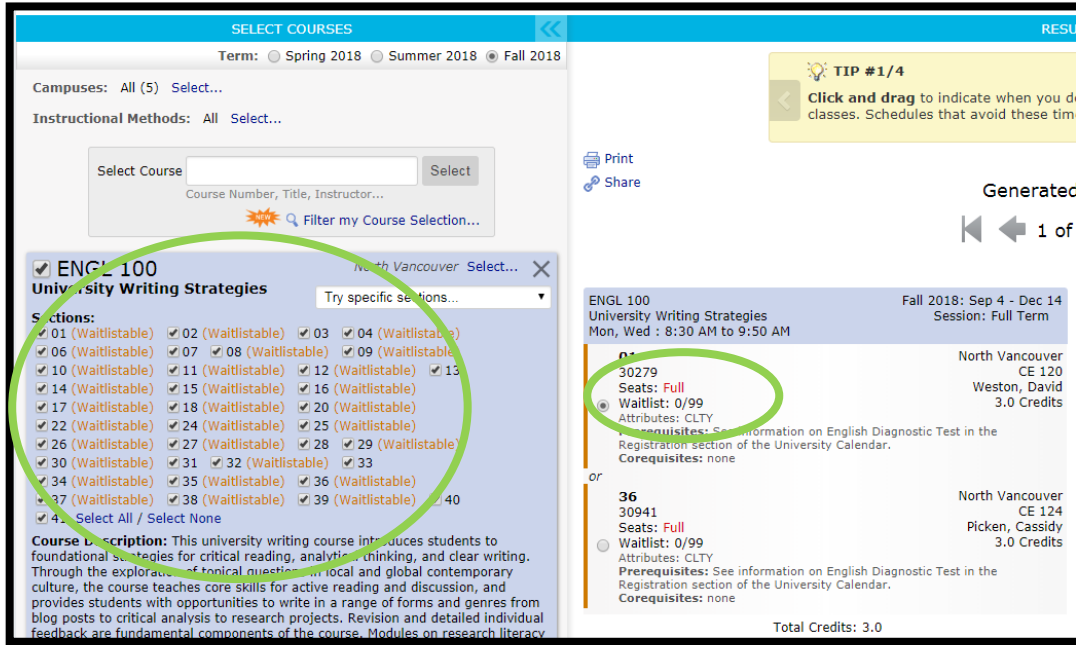 SELECT COURSES
Term: Spring 2018 Summer 2018 Fall 2018
Campuses: All (5) Select...
Instructional Methods: All Select...
Select Course Select
Course Number, Title, Instructor...
NEW Filter my Course Selection...
ENGL 100 North Vancouver Select...
University Writing Strategies
Try specific sections...
Sections:
01 (Waitlistable) 02 (Waitlistable) 03 04 (Waitlistable)
06 (Waitlistable) 07 08 (Waitlistable) 09 (Waitlistable)
10 (Waitlistable) 11 (Waitlistable) 12 (Waitlistable) 13
14 (Waitlistable) 15 (Waitlistable) 16 (Waitlistable)
17 (Waitlistable) 18 (Waitlistable) 20 (Waitlistable)
22 (Waitlistable) 24 (Waitlistable) 25 (Waitlistable)
26 (Waitlistable) 27 (Waitlistable) 28 29 (Waitlistable)
30 (Waitlistable) 31 32 (Waitlistable) 33
34 (Waitlistable) 35 (Waitlistable) 36 (Waitlistable)
37 (Waitlistable) 38 (Waitlistable) 39 (Waitlistable) 40
41 Select All / Select None
Course Description: This university writing course introduces students to
foundational strategies for critical reading, analytical thinking, and clear writing.
Through the exploration of topical questions in local and global contemporary
culture, the course teaches core skills for active reading and discussion, and
provides students with opportunities to write in a range of forms and genres from
blog posts to critical analysis to research projects. Revision and detailed individual
feedback are fundamental components of the course. Modules on research literacy
RESU
TIP #1/4
Click and drag to indicate when you d
classes. Schedules that avoid these tim
Print
Share
Generated
1 of
ENGL 100 Fall 2018: Sep 4 - Dec 14
University Writing Strategies Session: Full Term
Mon, Wed : 8:30 AM to 9:50 AM
01 North Vancouver
30279 CE 120
Seats: Full Weston, David
Waitlist: 0/99 3.0 Credits
Attributes: CLTY
Prerequisites: See information on English Diagnostic Test in the
Registration section of the University Calendar.
Corequisites: none
or
36 North Vancouver
30941 CE 124
Seats: Full Picken, Cassidy
Waitlist: 0/99 3.0 Credits
Attributes: CLTY
Prerequisites: See information on English Diagnostic Test in the
Registration section of the University Calendar.
Corequisites: none
Total Credits: 3.0